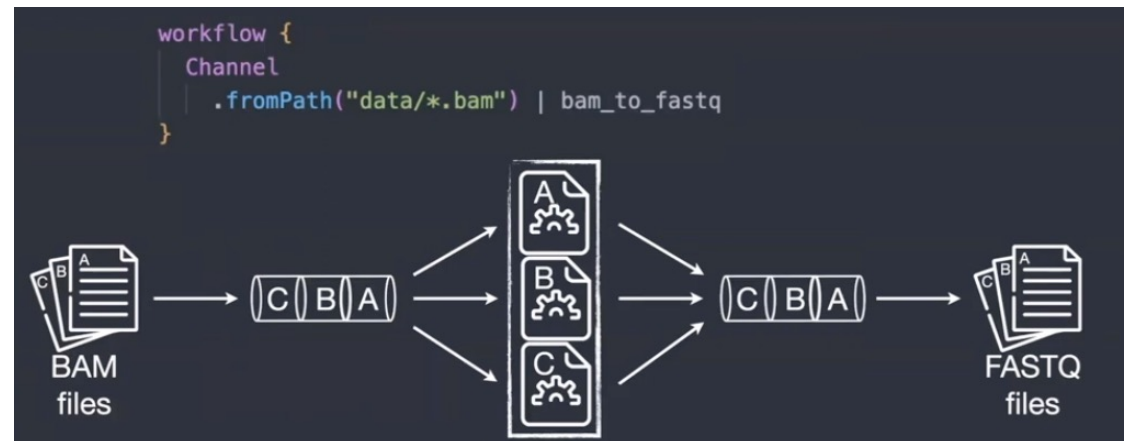 workflow {
Channel
.fromPath("data/*.bam") | bam_to_fastq
}
A
B
C
C B A
BAM
files
C B A
A
B
C
C B A
C B A
FASTQ
files